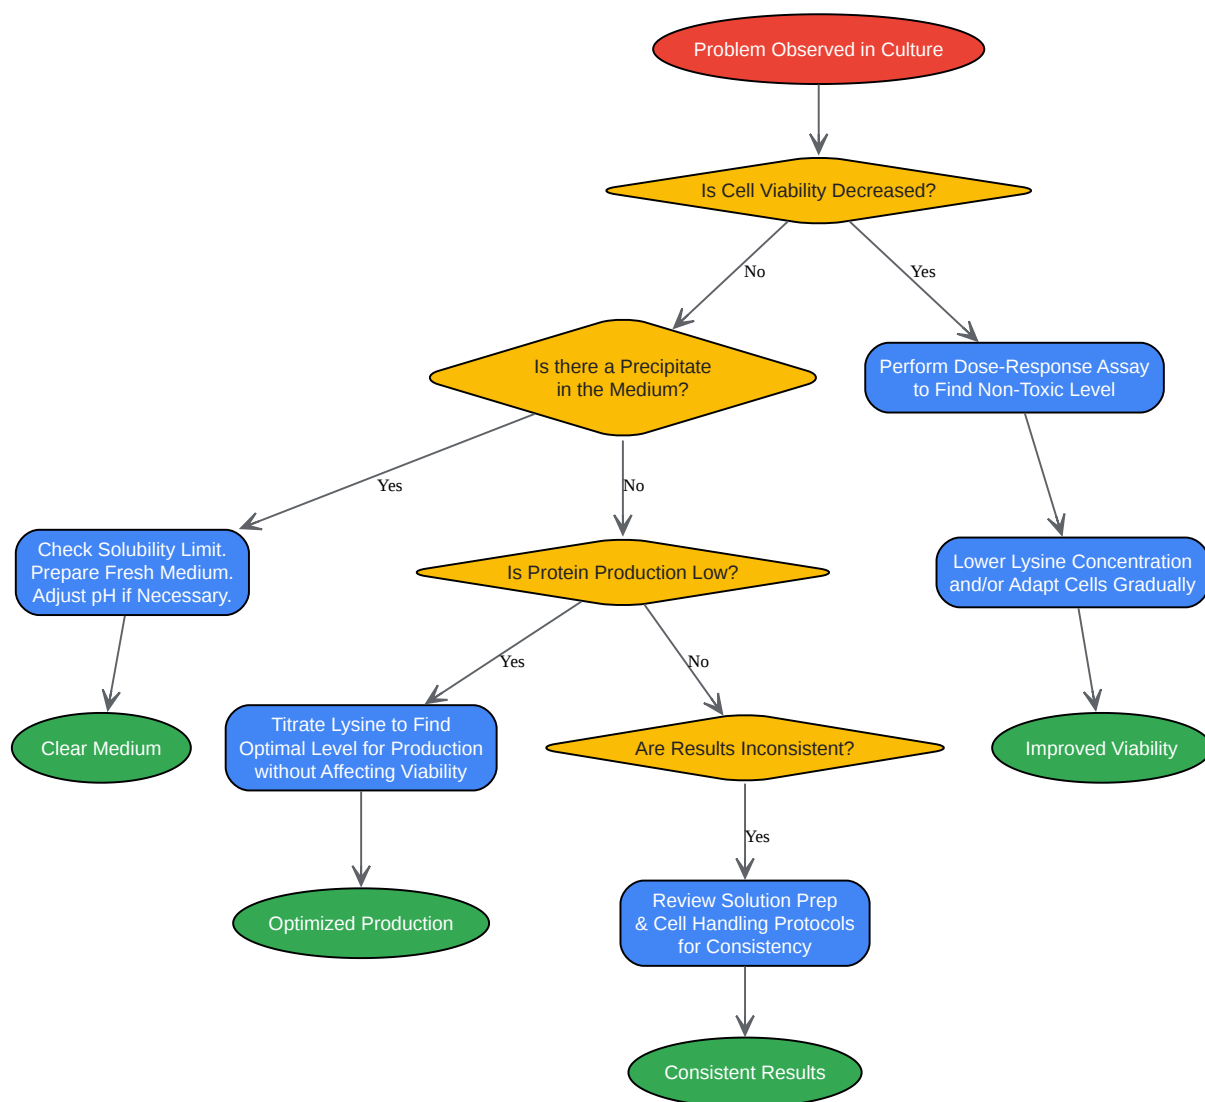 Problem Observed in Culture
Is Cell Viability Decreased?
No
Yes
Is there a Precipitate
in the Medium?
Perform Dose-Response Assay
to Find Non-Toxic Level
Yes
No
Check Solubility Limit.
Prepare Fresh Medium.
Adjust pH if Necessary.
Is Protein Production Low?
Lower Lysine Concentration
and/or Adapt Cells Gradually
Yes
No
Clear Medium
Titrate Lysine to Find
Optimal Level for Production
without Affecting Viability
Are Results Inconsistent?
Improved Viability
Yes
Optimized Production
Review Solution Prep
& Cell Handling Protocols
for Consistency
Consistent Results